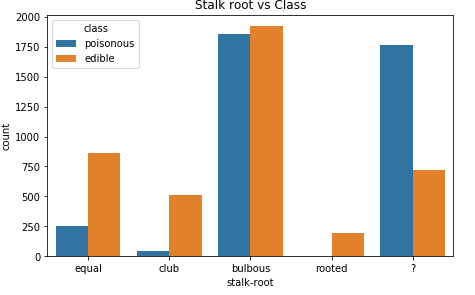 Stalk root vs Class
class
poisonous
edible
2000
1750
1500
1250
1000
750
500
250
0
count
equal club bulbous rooted ?
stalk-root